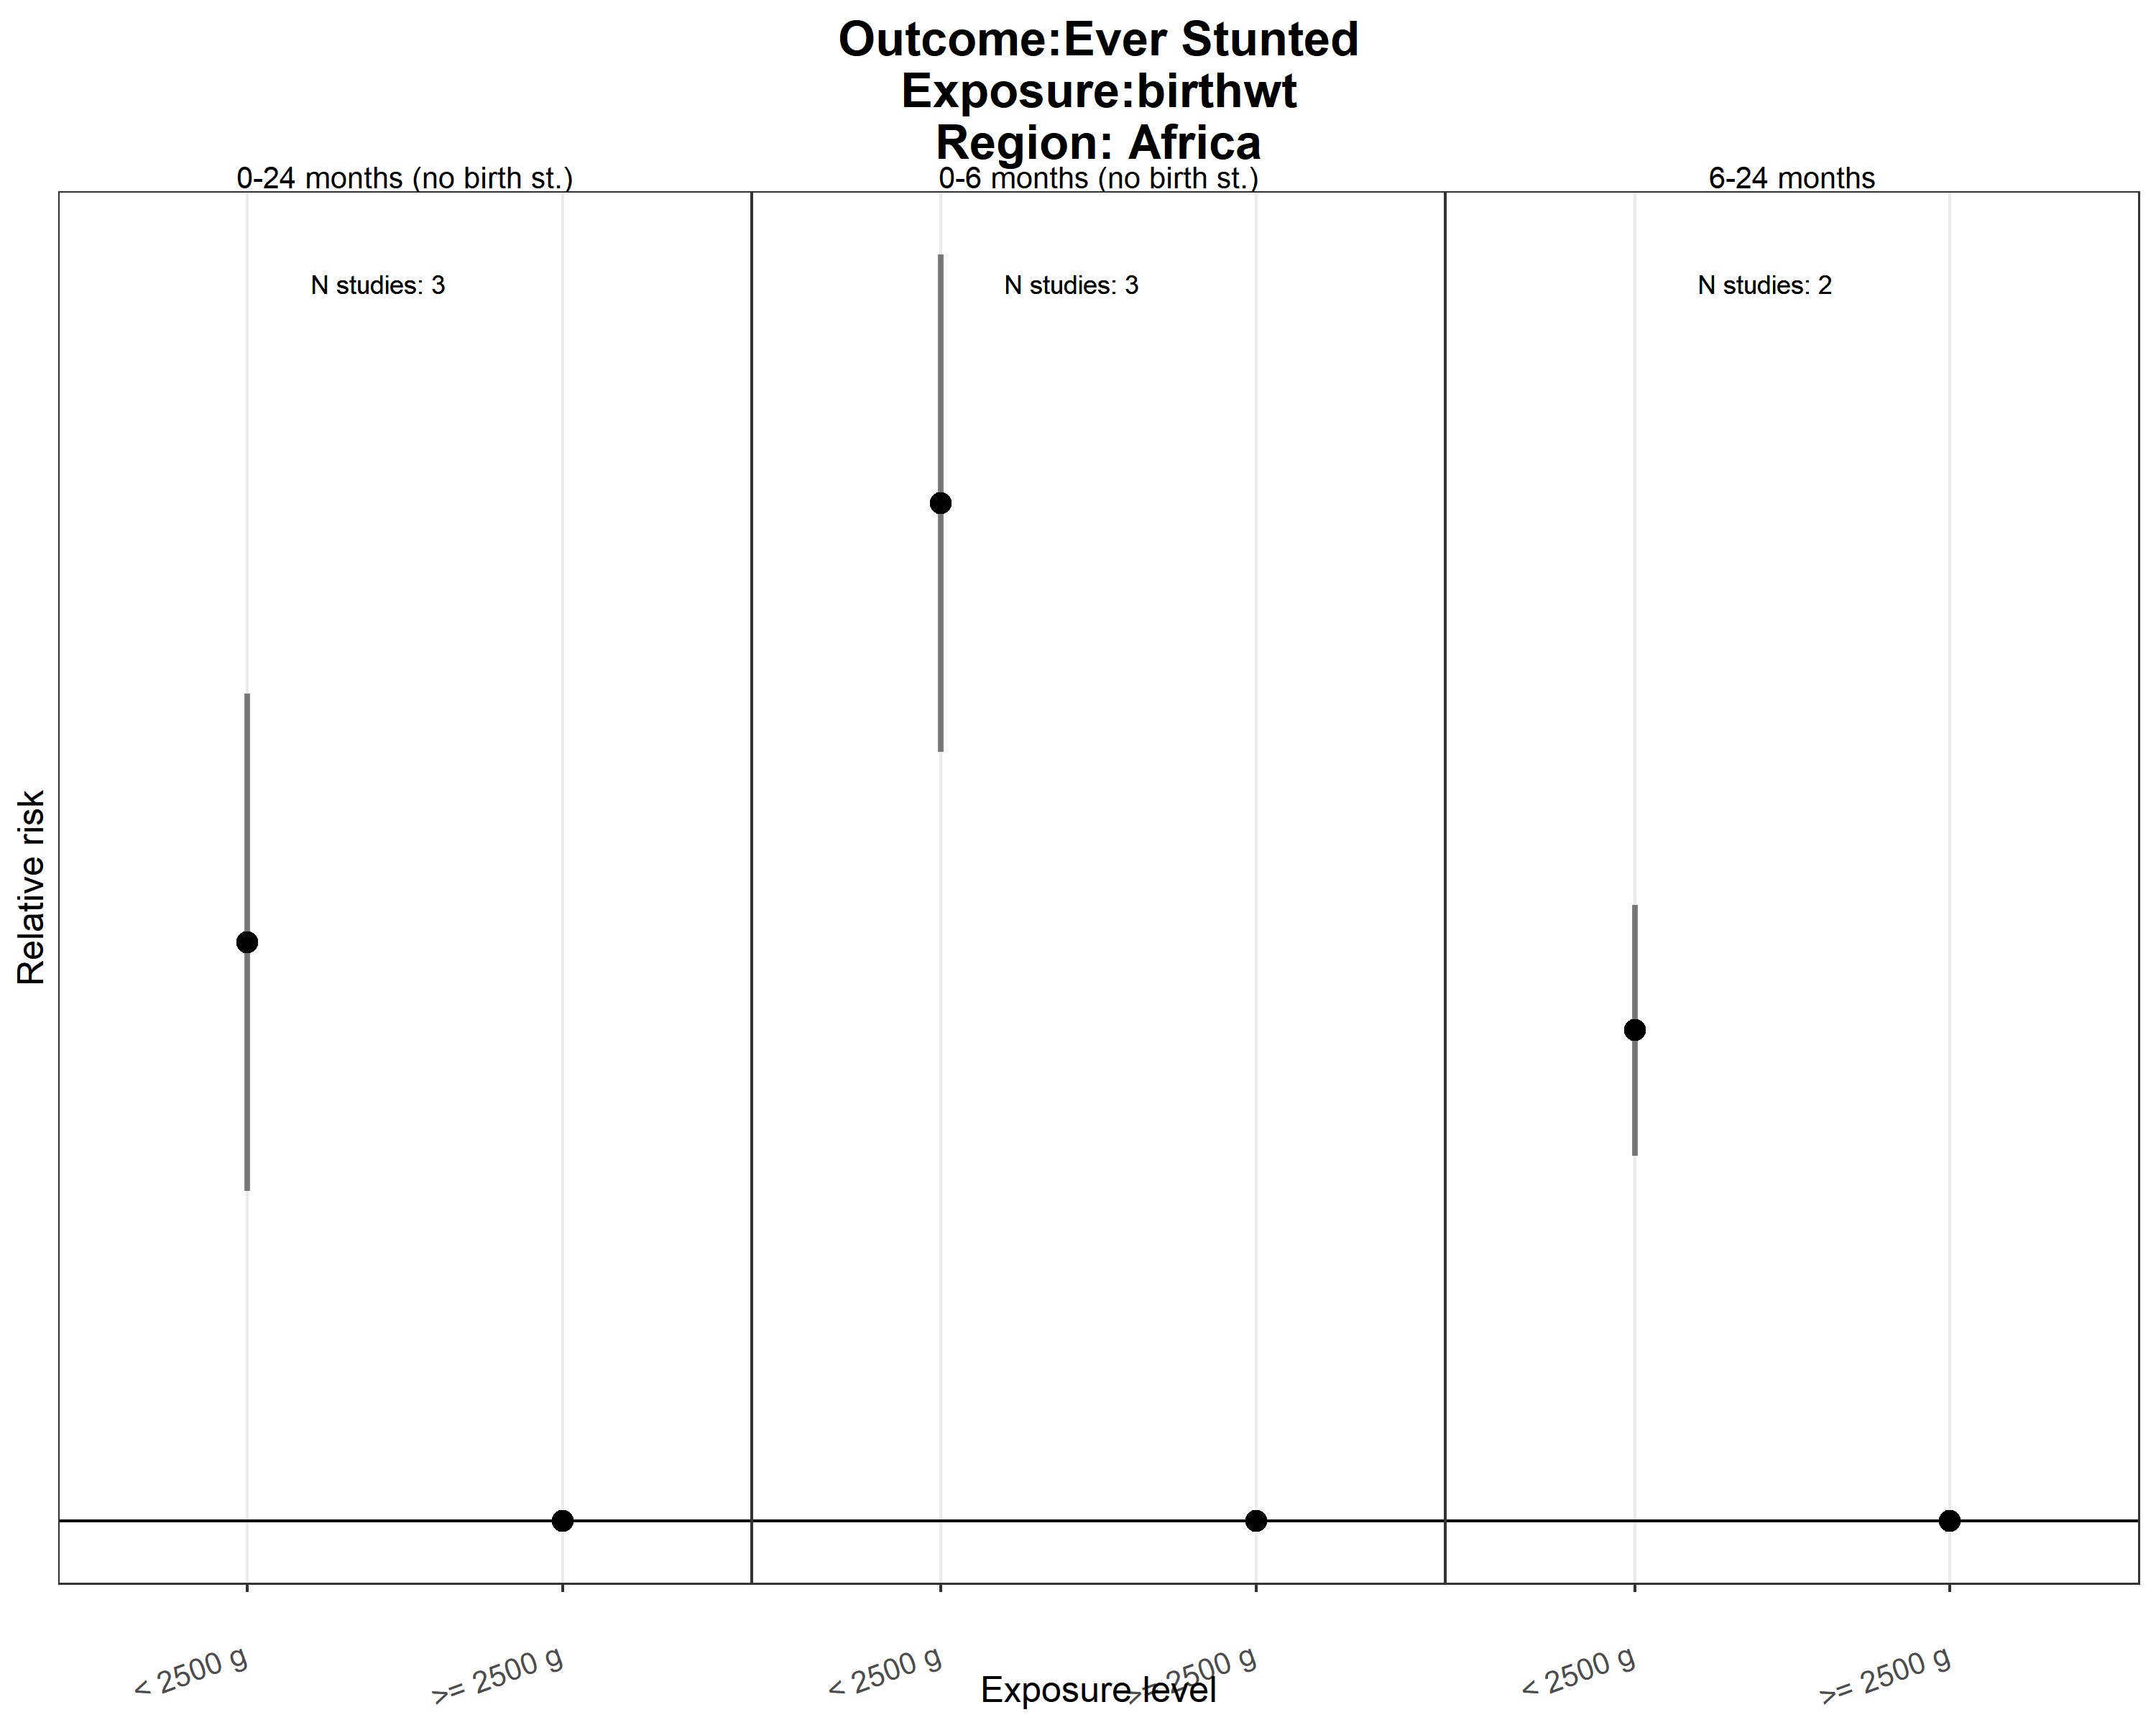 Outcome:Ever Stunted
Exposure:birthwt
Region: Africa
0-24 months (no birth st.)
0-6 months (no birth st.)
6-24 months
N studies: 3
N studies: 3
N studies: 2
Relative risk
< 2500 g
>= 2500 g
< 2500 g
>= 2500 g
< 2500 g
>= 2500 g
Exposure level